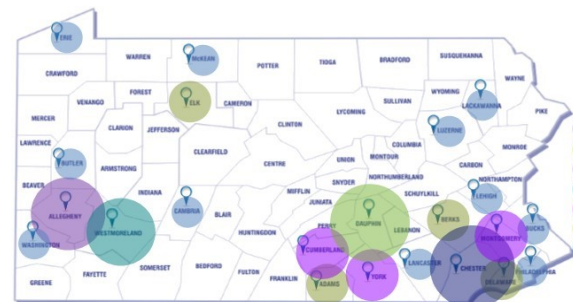 ERIE
CRAWFORD
WARREN
McKEAN
POTTER
TIOGA
BRADFORD
SUSQUEHANNA
WAYNE
FOREST
ELK
CAMERON
VENANGO
MERCER
CLARION
JEFFERSON
CLINTON
LYCOMING
SULLIVAN
WYOMING
LACKAWANNA
PIKE
LUZERNE
COLUMBIA
MONROE
LAWRENCE
BUTLER
ARMSTRONG
CLEARFIELD
CENTRE
UNION
MONTOUR
CARBON
NORTHAMPTON
BEAVER
INDIANA
SNYDER
NORTHUMBERLAND
SCHUYLKILL
LEHIGH
ALLEGHENY
WESTMORELAND
CAMBRIA
BLAIR
HUNTINGDON
MIFFLIN
JUNIATA
PERRY
DAUPHIN
LEBANON
BERKS
MONTGOMERY
BUCKS
WASHINGTON
CUMBERLAND
LANCASTER
CHESTER
PHILADELPHIA
DELAWARE
GREENE
FAYETTE
SOMERSET
BEDFORD
FULTON
FRANKLIN
ADAMS
YORK